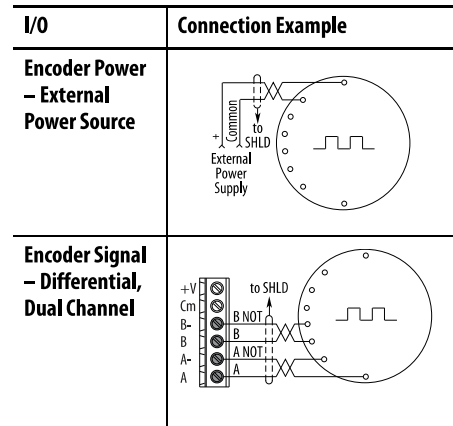 I/O
Connection Example
Encoder Power
– External
Power Source
+
Common
to
SHLD
External
Power
Supply
Encoder Signal
– Differential,
Dual Channel
to SHLD
+V
Cm
B-
B
A-
A
B NOT
B
A NOT
A